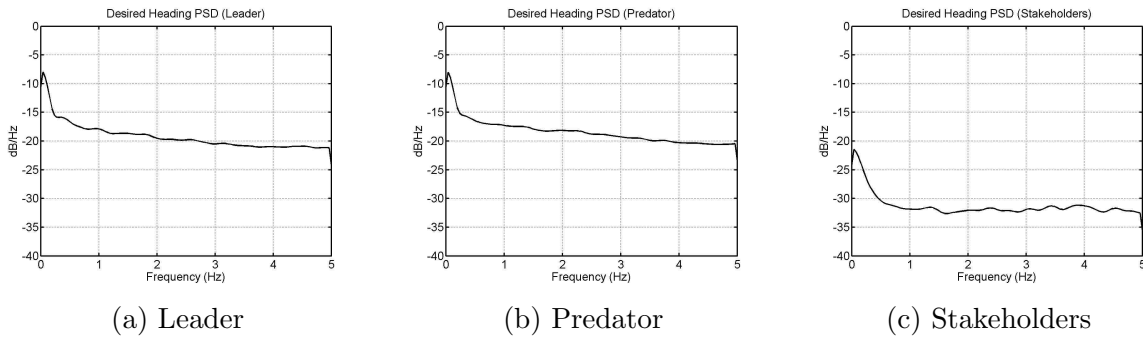 Desired Heading PSD (Leader)
0
-5
-10
-15
-20
-25
-30
-35
-40
dB/Hz
0 1 2 3 4 5
Frequency (Hz)
(a) Leader
Desired Heading PSD (Predator)
0
-5
-10
-15
-20
-25
-30
-35
-40
dB/Hz
0 1 2 3 4 5
Frequency (Hz)
(b) Predator
Desired Heading PSD (Stakeholders)
0
-5
-10
-15
-20
-25
-30
-35
-40
dB/Hz
0 1 2 3 4 5
Frequency (Hz)
(c) Stakeholders